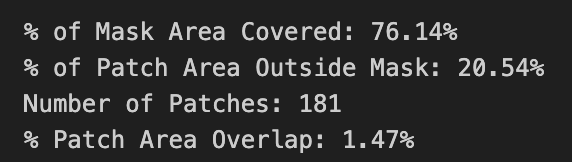 % of Mask Area Covered: 76.14%
% of Patch Area Outside Mask: 20.54%
Number of Patches: 181
% Patch Area Overlap: 1.47%